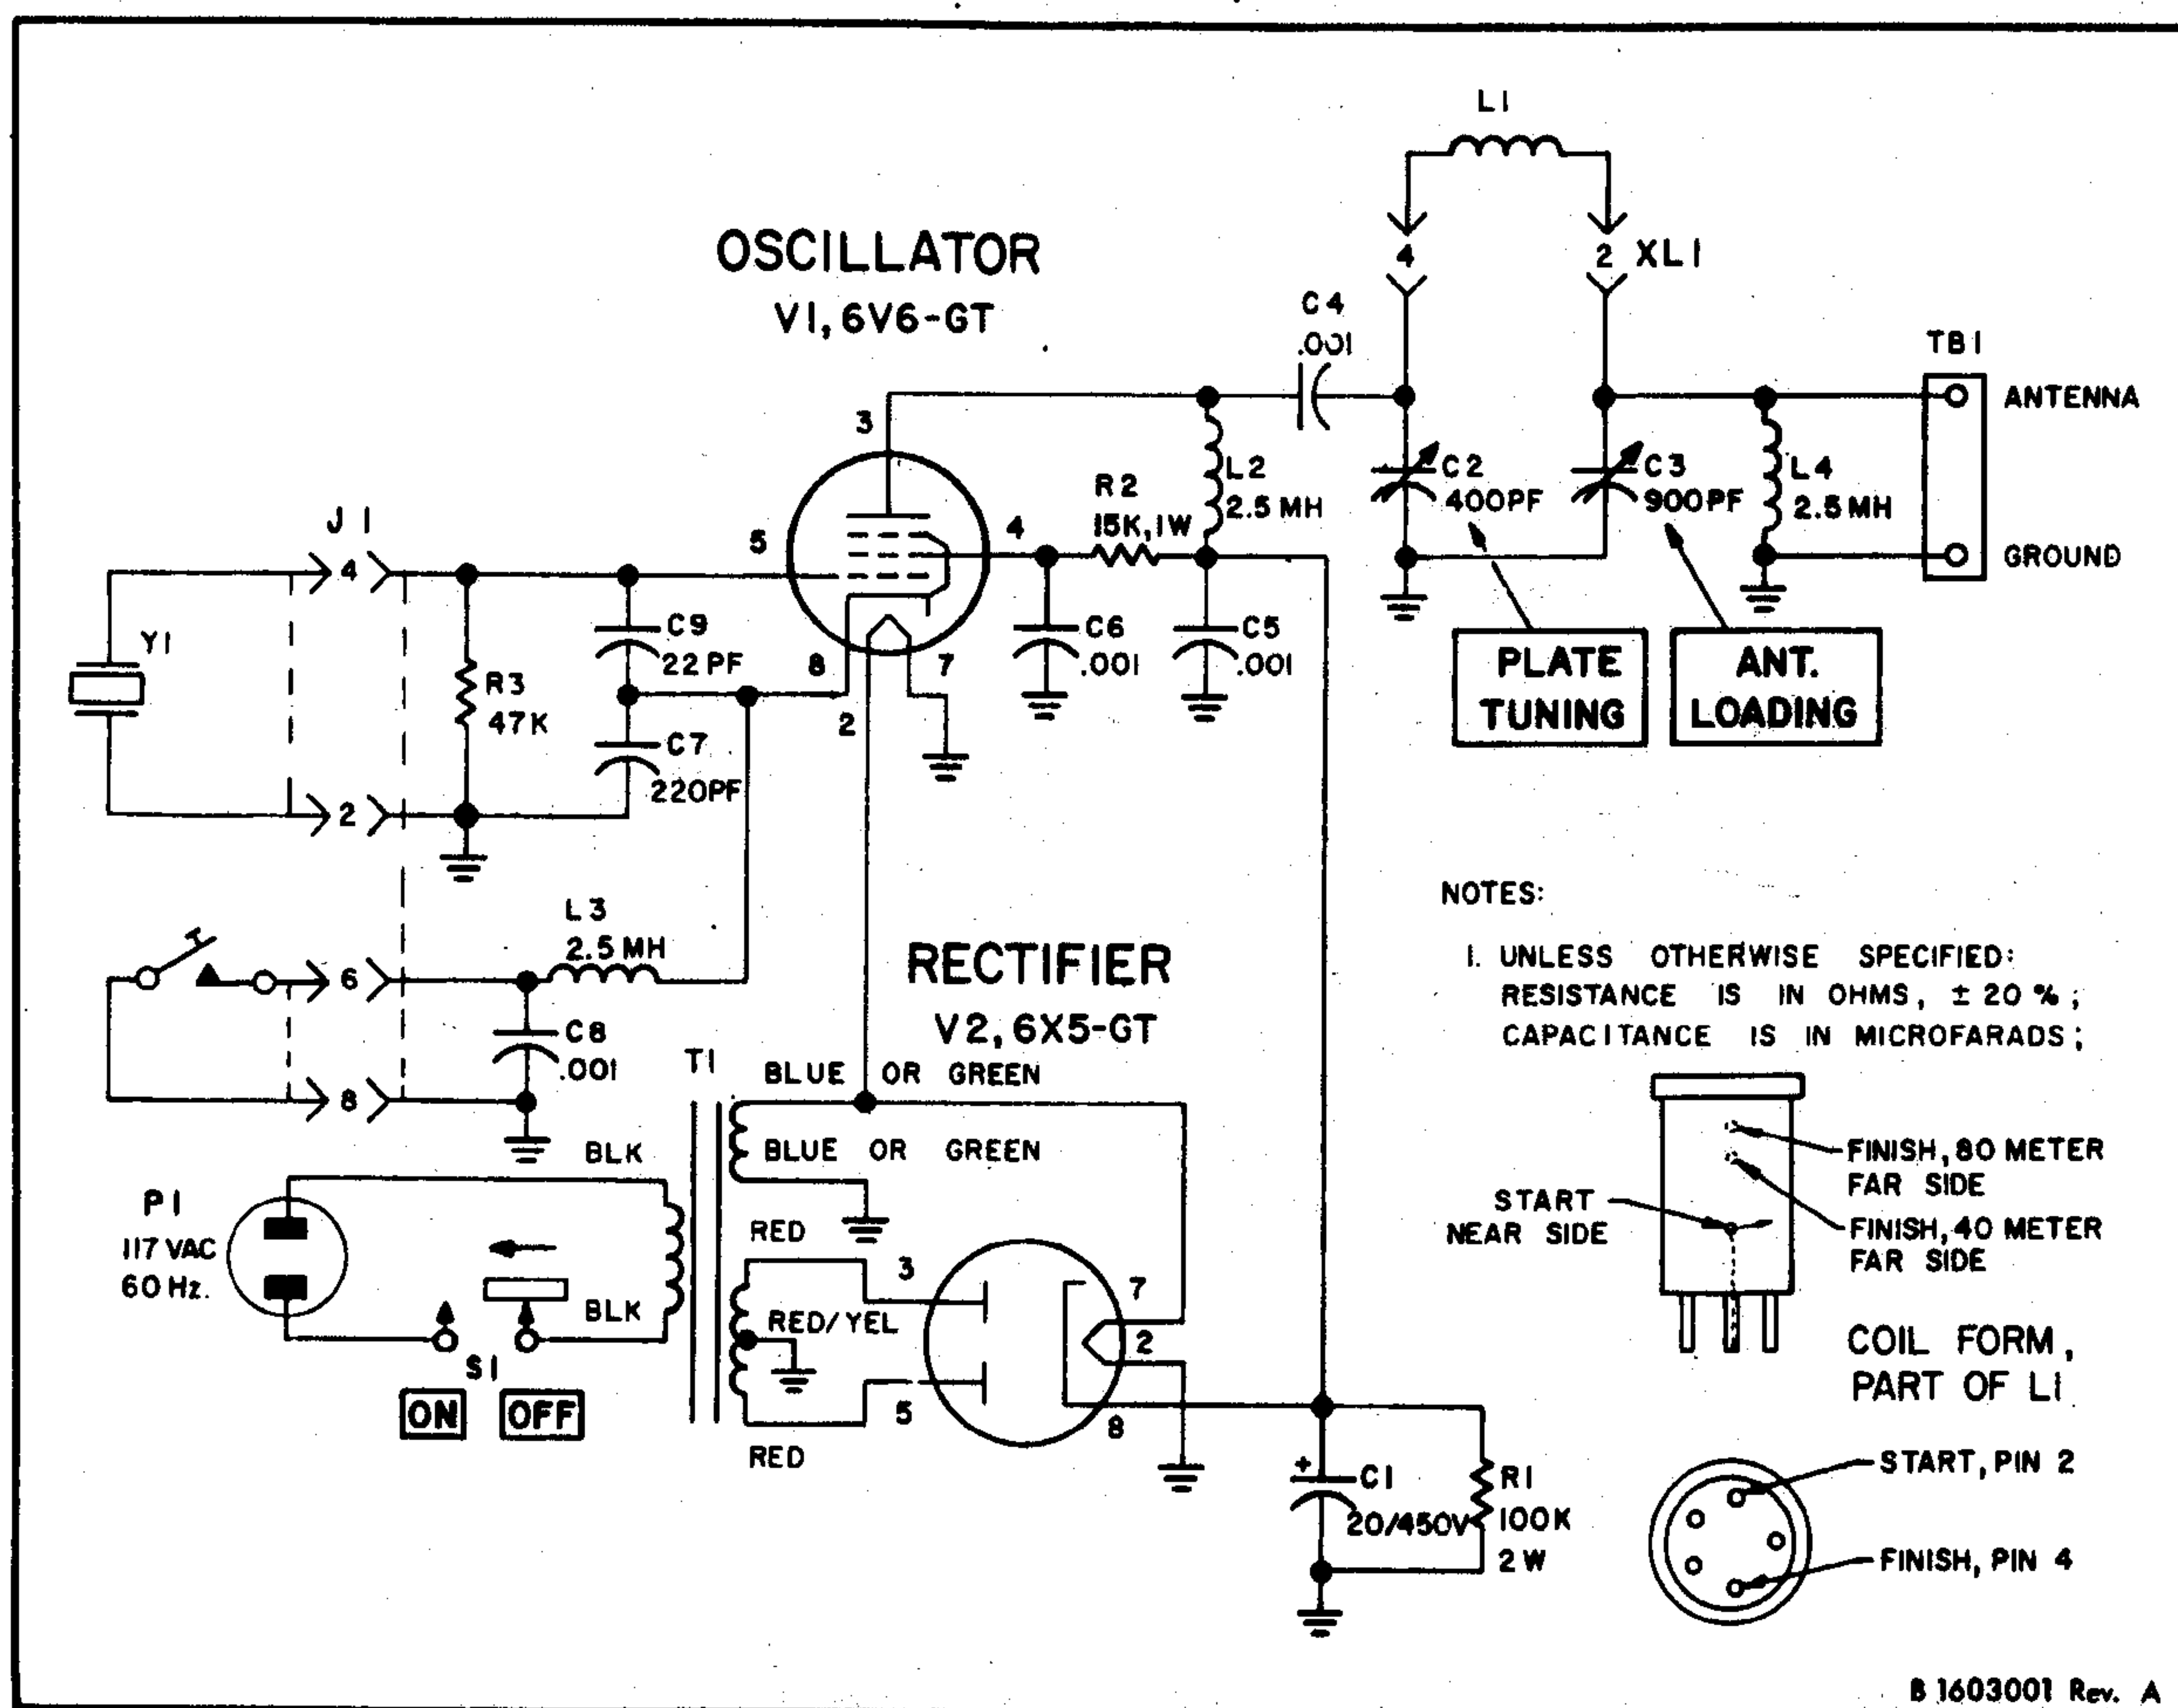 L1
OSCILLATOR
V1, 6V6-GT
4
2 XL1
C4
.001
TB1
ANTENNA
3
L2
2.5 MH
C2
400PF
C3
900PF
L4
2.5 MH
GROUND
R2
15K, 1W
J1
5
4
4
Y1
R3
47K
C9
22 PF
8
7
2
C6
.001
C5
.001
PLATE
TUNING
ANT.
LOADING
C7
220PF
2
NOTES:
1. UNLESS OTHERWISE SPECIFIED:
RESISTANCE IS IN OHMS, ± 20 %;
CAPACITANCE IS IN MICROFARADS;
L3
2.5 MH
6
C8
.001
8
RECTIFIER
V2, 6X5-GT
T1
BLUE OR GREEN
BLUE OR GREEN
BLK
P1
117 VAC
60 Hz.
BLK
S1
ON
OFF
RED
3
RED/YEL
5
RED
7
2
8
+
C1
20/450V
R1
100K
2 W
FINISH, 80 METER
FAR SIDE
START
NEAR SIDE
FINISH, 40 METER
FAR SIDE
COIL FORM,
PART OF L1
START, PIN 2
FINISH, PIN 4
B 1603001 Rev. A